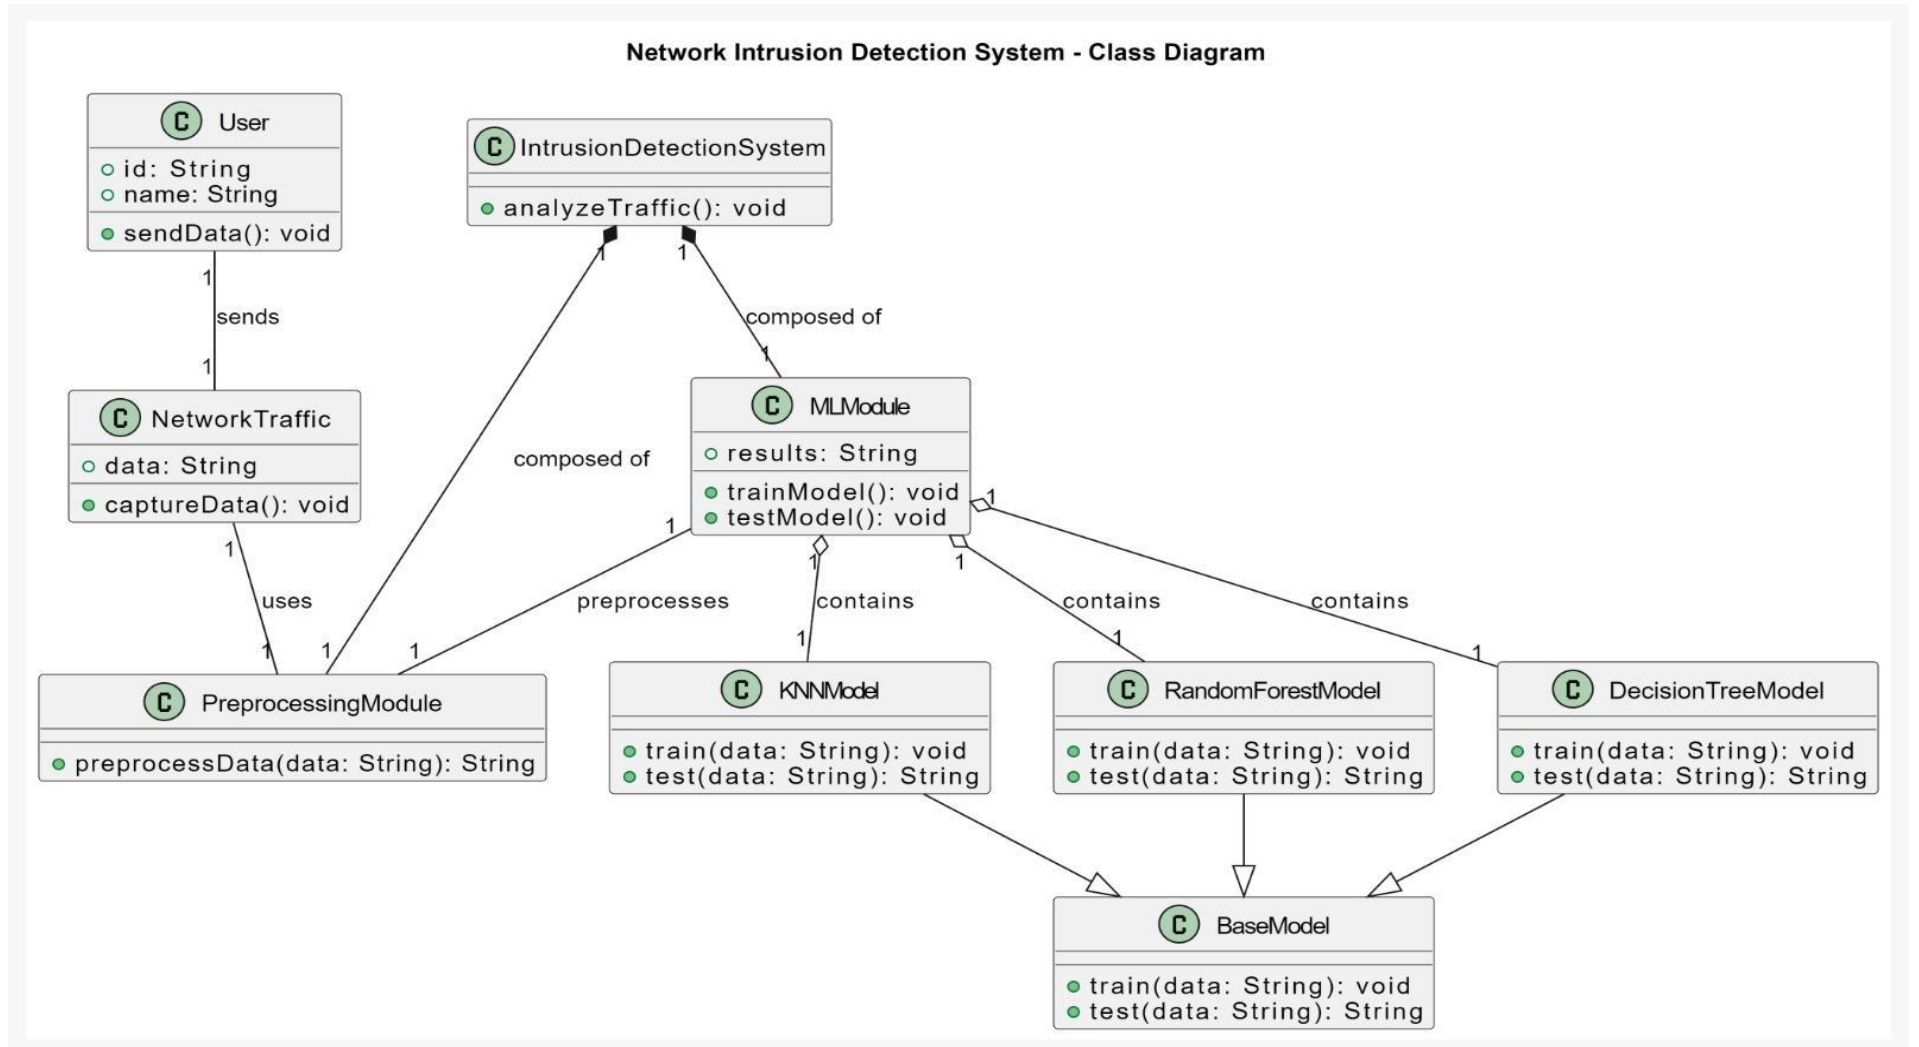 Network Intrusion Detection System - Class Diagram
C User
id: String
name: String
sendData(): void
C IntrusionDetectionSystem
analyzeTraffic(): void
1
1
1
sends
1
composed of
1
C NetworkTraffic
data: String
captureData(): void
C MLModule
results: String
trainModel(): void
testModel(): void
composed of
1
1
1
1
1
uses
preprocesses
contains
contains
contains
1
1
1
1
1
1
C PreprocessingModule
preprocessData(data: String): String
C KNNModel
train(data: String): void
test(data: String): String
C RandomForestModel
train(data: String): void
test(data: String): String
C DecisionTreeModel
train(data: String): void
test(data: String): String
C BaseModel
train(data: String): void
test(data: String): String